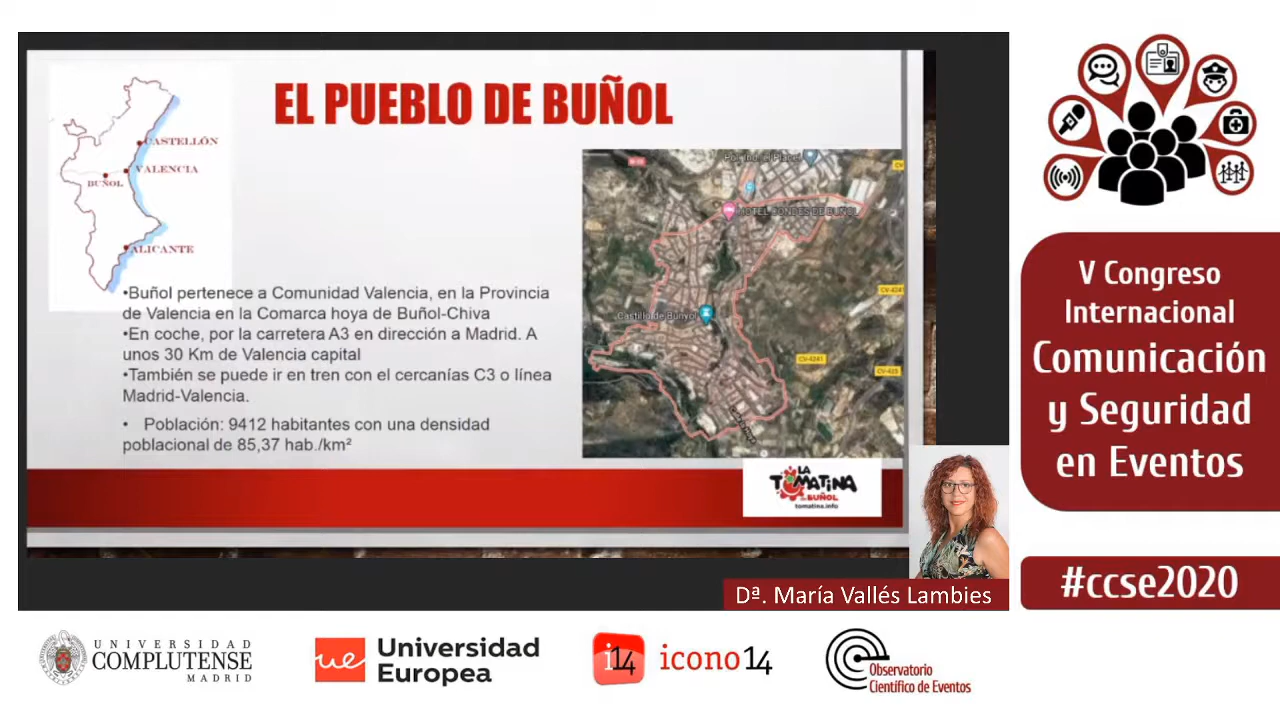 EL PUEBLO DE BUÑOL
CASTELLÓN
VALENCIA
BUÑOL
ALICANTE
•Buñol pertenece a Comunidad Valencia, en la Provincia
de Valencia en la Comarca hoya de Buñol-Chiva
•En coche, por la carretera A3 en dirección a Madrid. A
unos 30 Km de Valencia capital
•También se puede ir en tren con el cercanías C3 o línea
Madrid-Valencia.
• Población: 9412 habitantes con una densidad
poblacional de 85,37 hab./km²
CONDES DE BUÑOL
Castillo de Bunyol
CV-4241
LA
TOMATINA
BUÑOL
tomatina.info
Dª. María Vallés Lambies
V Congreso
Internacional
Comunicación
y Seguridad
en Eventos
#ccse2020
UNIVERSIDAD
COMPLUTENSE
MADRID
ue
Universidad
Europea
i14
icono14
Observatorio
Científico de Eventos